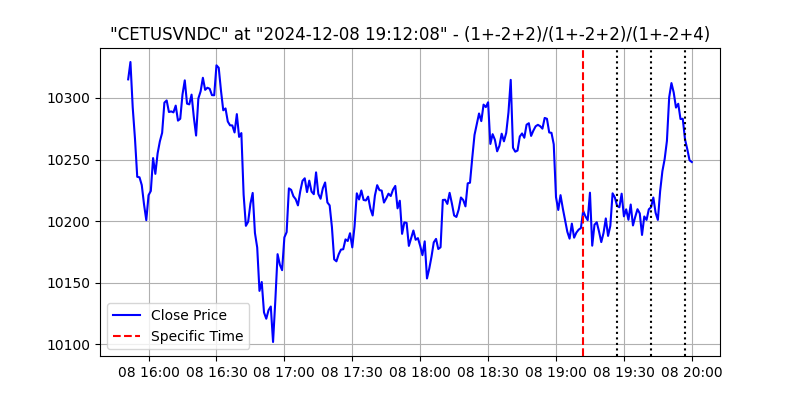 "CETUSVNDC" at "2024-12-08 19:12:08" - (1+-2+2)/(1+-2+2)/(1+-2+4)
10300
10250
10200
10150
10100
Close Price
Specific Time
08 16:00 08 16:30 08 17:00 08 17:30 08 18:00 08 18:30 08 19:00 08 19:30 08 20:00